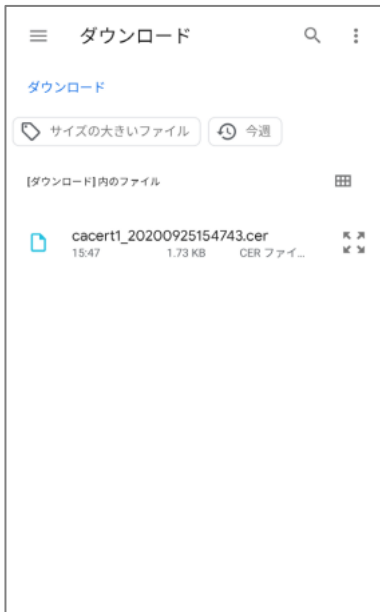 ダウンロード
ダウンロード
サイズの大きいファイル 今週
[ダウンロード] 内のファイル
cacert1_20200925154743.cer
15:47 1.73 KB CER ファイ...